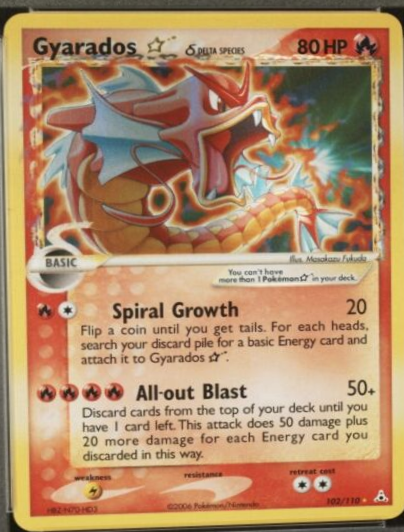 Gyarados ☆ δ DELTA SPECIES 80 HP
Illus. Masakazu Fukuda
BASIC
You can't have
more than 1 Pokémon ☆ in your deck.
Spiral Growth 20
Flip a coin until you get tails. For each heads,
search your discard pile for a basic Energy card and
attach it to Gyarados ☆.
All-out Blast 50+
Discard cards from the top of your deck until you
have 1 card left. This attack does 50 damage plus
20 more damage for each Energy card you
discarded in this way.
weakness resistance retreat cost
©2006 Pokémon/Nintendo
102/110